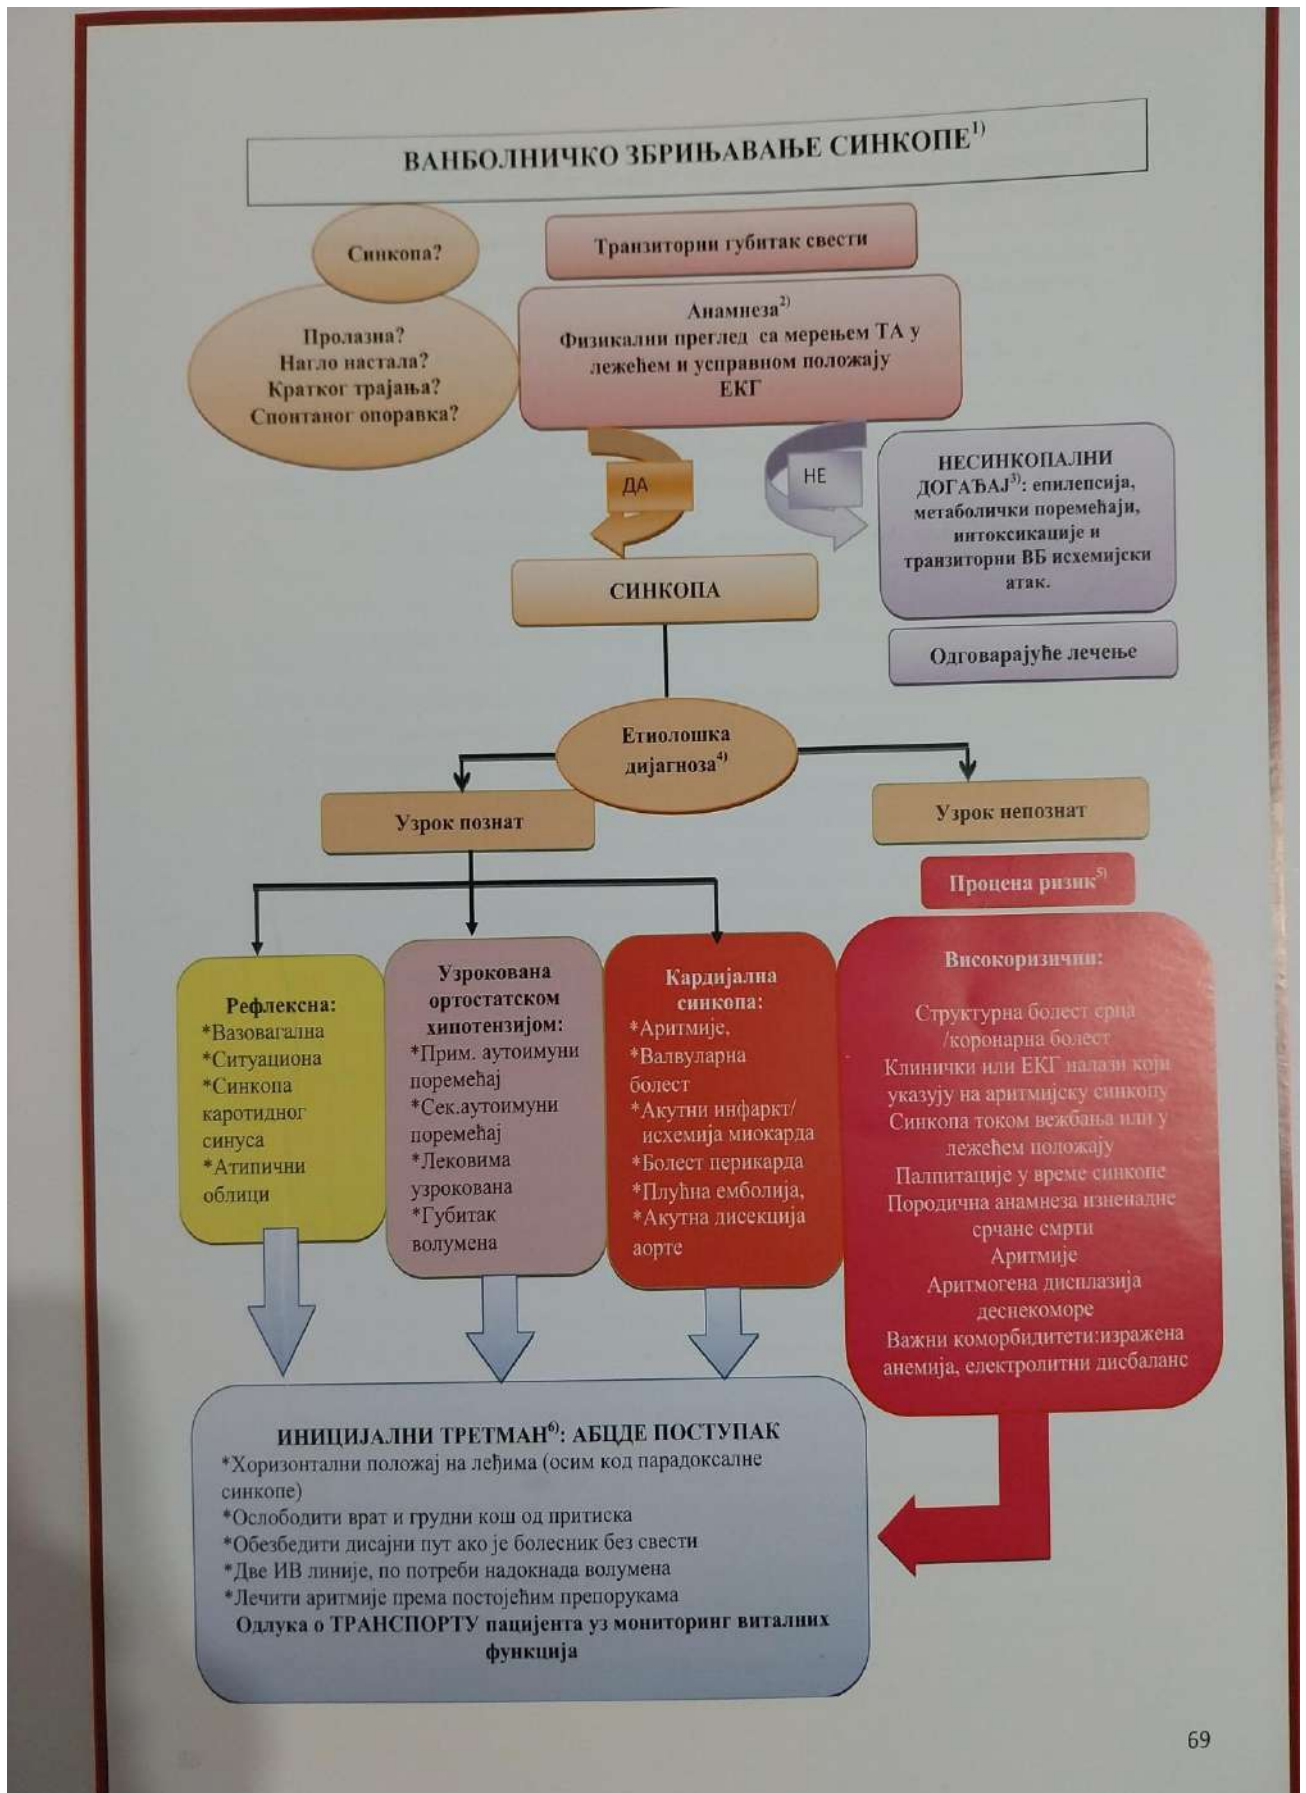 ВАНБОЛНИЧКО ЗБРИЊАВАЊЕ СИНКОПЕ1)
Синкопа?
Транзиторни губитак свести
Пролазна?
Нагло настала?
Кратког трајања?
Спонтаног опоравка?
Анамнеза2)
Физикални преглед са мерењем ТА у
лежећем и усправном положају
ЕКГ
ДА
НЕ
НЕСИНКОПАЛНИ
ДОГАЂАЈ3): епилепсија,
метаболички поремећаји,
интоксикације и
транзиторни ВБ исхемијски
атак.
СИНКОПА
Одговарајуће лечење
Етиолошка
дијагноза4)
Узрок познат
Узрок непознат
Процена ризик5)
Рефлексна:
*Вазовагална
*Ситуациона
*Синкопа
каротидног
синуса
*Атипични
облици
Узрокована
ортостатском
хипотензијом:
*Прим. аутоимуни
поремећај
*Сек.аутоимуни
поремећај
*Лековима
узрокована
*Губитак
волумена
Кардијална
синкопа:
*Аритмије,
*Валвуларна
болест
*Акутни инфаркт/
исхемија миокарда
*Болест перикарда
*Плућна емболија,
*Акутна дисекција
аорте
Високоризични:
Структурна болест срца
/коронарна болест
Клинички или ЕКГ налази који
указују на аритмијску синкопу
Синкопа током вежбања или у
лежећем положају
Палпитације у време синкопе
Породична анамнеза изненадне
срчане смрти
Аритмије
Аритмогена дисплазија
деснекоморе
Важни коморбидитети:изражена
анемија, електролитни дисбаланс
ИНИЦИЈАЛНИ ТРЕТМАН6): АБЦДЕ ПОСТУПАК
*Хоризонтални положај на леђима (осим код парадоксалне
синкопе)
*Ослободити врат и грудни кош од притиска
*Обезбедити дисајни пут ако је болесник без свести
*Две ИВ линије, по потреби надокнада волумена
*Лечити аритмије према постојећим препорукама
Одлука о ТРАНСПОРТУ пацијента уз мониторинг виталних
функција
69